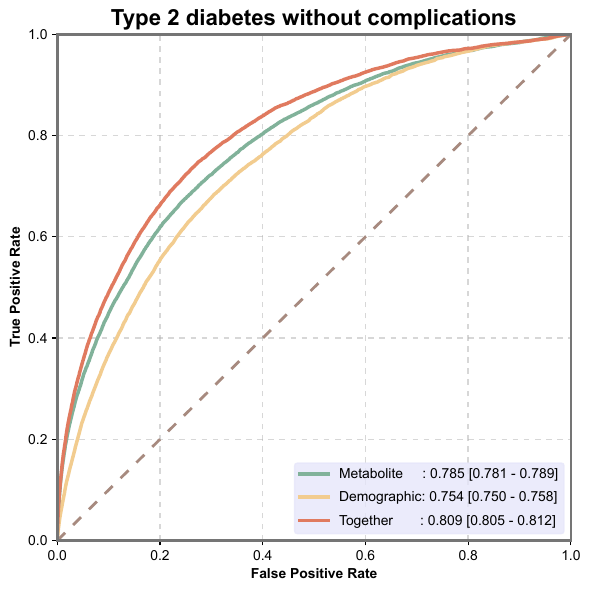 Type 2 diabetes without complications
True Positive Rate
1.0
0.8
0.6
0.4
0.2
0.0
Metabolite : 0.785 [0.781 - 0.789]
Demographic: 0.754 [0.750 - 0.758]
Together : 0.809 [0.805 - 0.812]
0.0 0.2 0.4 0.6 0.8 1.0
False Positive Rate